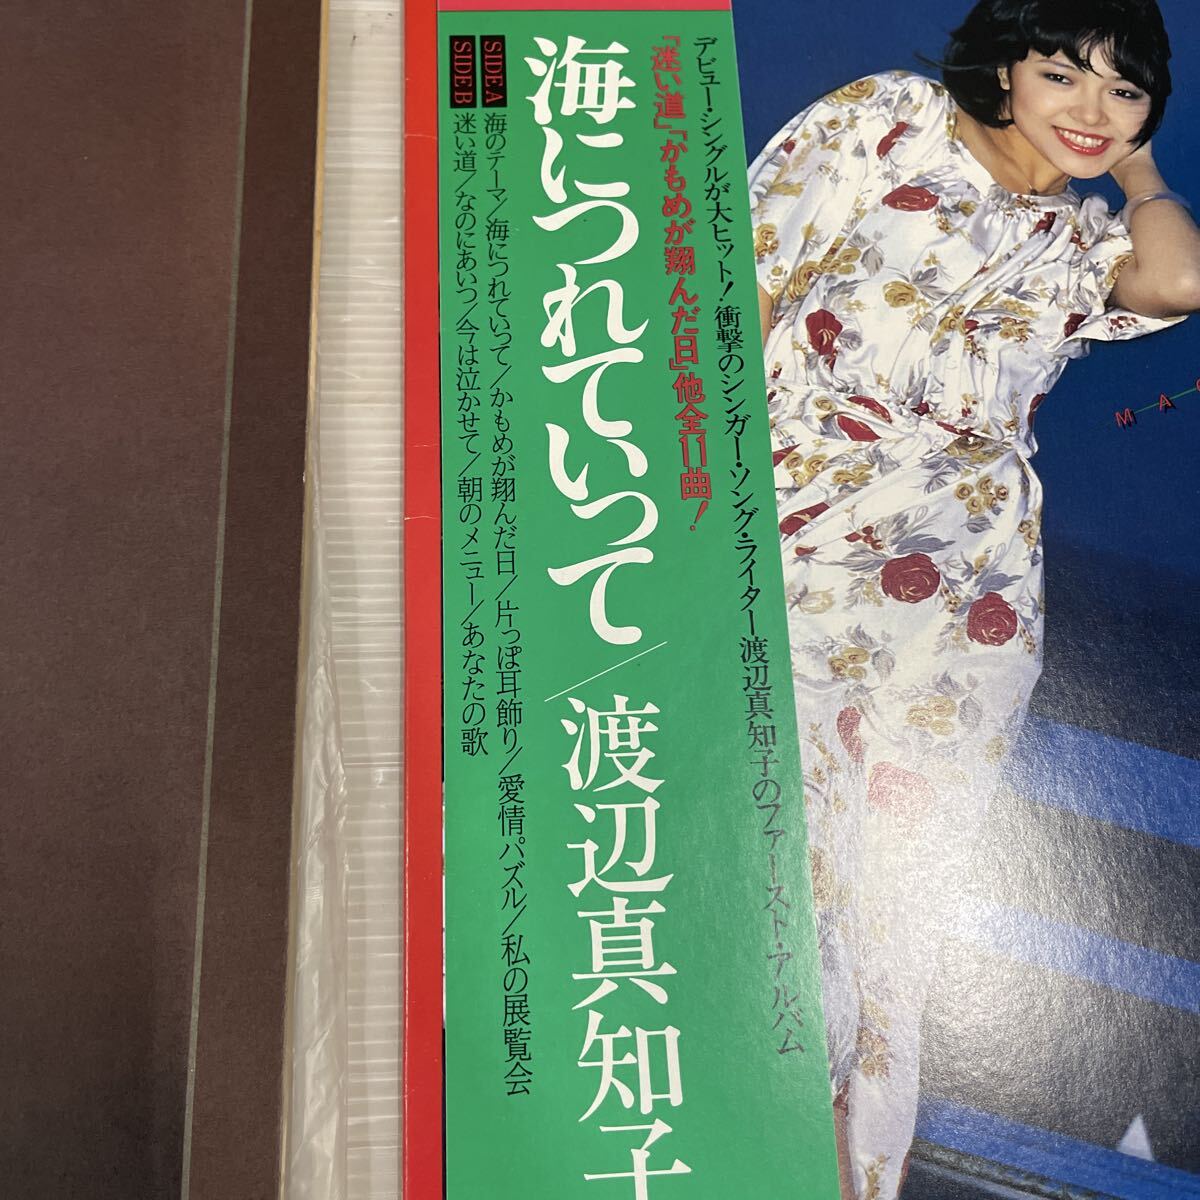 デビュー・シングルが大ヒット!衝撃のシンガー・ソング・ライター渡辺真知子のファースト・アルバム
「迷い道」「かもめが翔んだ日」他全11曲!
海につれていって/渡辺真知子
SIDE A 海のテーマ/海につれていって/かもめが翔んだ日/片っぽ耳飾り/愛情パズル/私の展覧会
SIDE B 迷い道/なのにあいつ/今は泣かせて/朝のメニュー/あなたの歌
MA